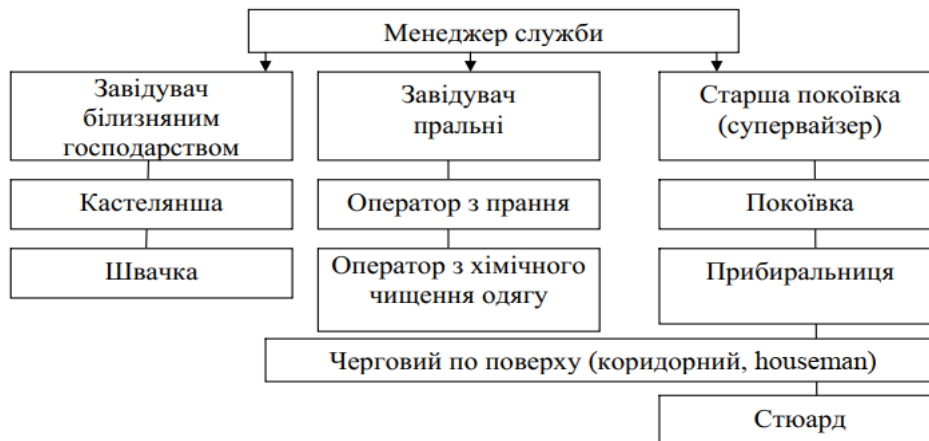 Менеджер служби
Завідувач
білизняним
господарством
Завідувач
пральні
Старша покоївка
(супервайзер)
Кастелянша
Оператор з прання
Покоївка
Швачка
Оператор з хімічного
чищення одягу
Прибиральниця
Черговий по поверху (коридорний, houseman)
Стюард